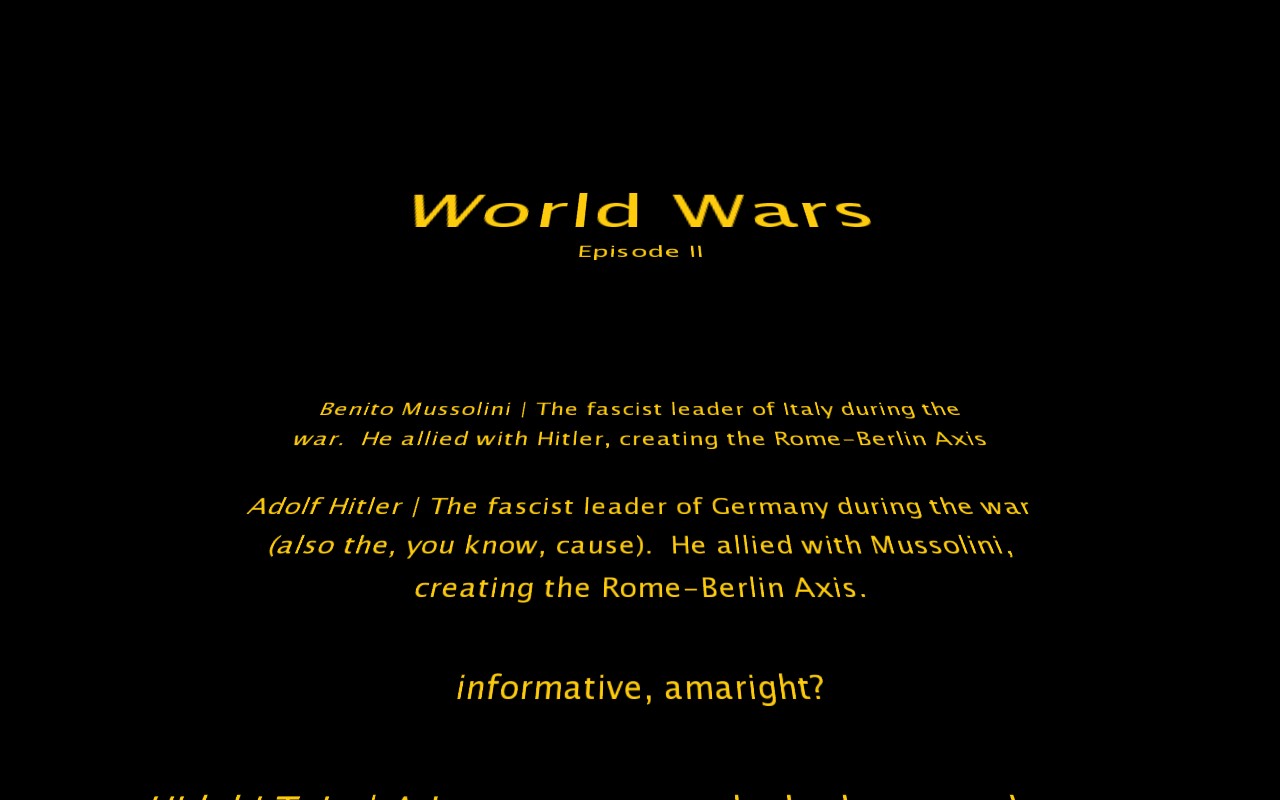 World Wars
Episode II
Benito Mussolini | The fascist leader of Italy during the
war.  He allied with Hitler, creating the Rome-Berlin Axis
Adolf Hitler | The fascist leader of Germany during the war
(also the, you know, cause).  He allied with Mussolini,
creating the Rome-Berlin Axis.
informative, amaright?